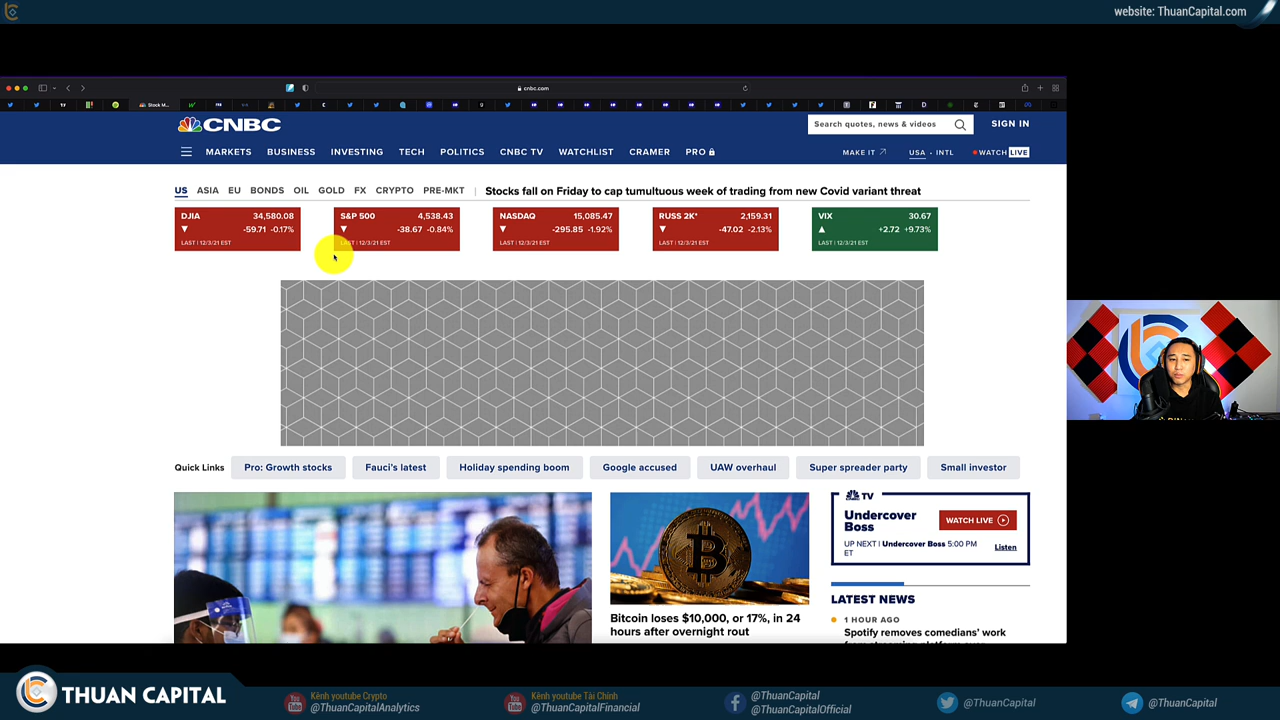 website: ThuanCapital.com
cnbc.com
Stock M...
CNBC
Search quotes, news & videos
SIGN IN
MARKETS BUSINESS INVESTING TECH POLITICS CNBC TV WATCHLIST CRAMER PRO
MAKE IT USA • INTL WATCH LIVE
US ASIA EU BONDS OIL GOLD FX CRYPTO PRE-MKT
Stocks fall on Friday to cap tumultuous week of trading from new Covid variant threat
DJIA 34,580.08
▼ -59.71 -0.17%
LAST | 12/3/21 EST
S&P 500 4,538.43
▼ -38.67 -0.84%
LAST | 12/3/21 EST
NASDAQ 15,085.47
▼ -295.85 -1.92%
LAST | 12/3/21 EST
RUSS 2K* 2,159.31
▼ -47.02 -2.13%
LAST | 12/3/21 EST
VIX 30.67
▲ +2.72 +9.73%
LAST | 12/3/21 EST
Quick Links Pro: Growth stocks Fauci's latest Holiday spending boom Google accused UAW overhaul Super spreader party Small investor
Bitcoin loses $10,000, or 17%, in 24
hours after overnight rout
TV
Undercover
Boss
WATCH LIVE
UP NEXT | Undercover Boss 5:00 PM
ET
Listen
LATEST NEWS
1 HOUR AGO
Spotify removes comedians' work
THUAN CAPITAL
Kênh youtube Crypto
@ThuanCapitalAnalytics
Kênh youtube Tài Chính
@ThuanCapitalFinancial
@ThuanCapital
@ThuanCapitalOfficial
@ThuanCapital
@ThuanCapital